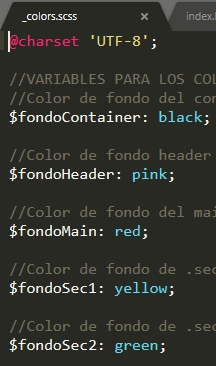 _colors.scss × index.h
@charset 'UTF-8';
//VARIABLES PARA LOS COL
//Color de fondo del con
$fondoContainer: black;
//Color de fondo header
$fondoHeader: pink;
//Color de fondo del mai
$fondoMain: red;
//Color de fondo de .sec
$fondoSec1: yellow;
//Color de fondo de .sec
$fondoSec2: green;